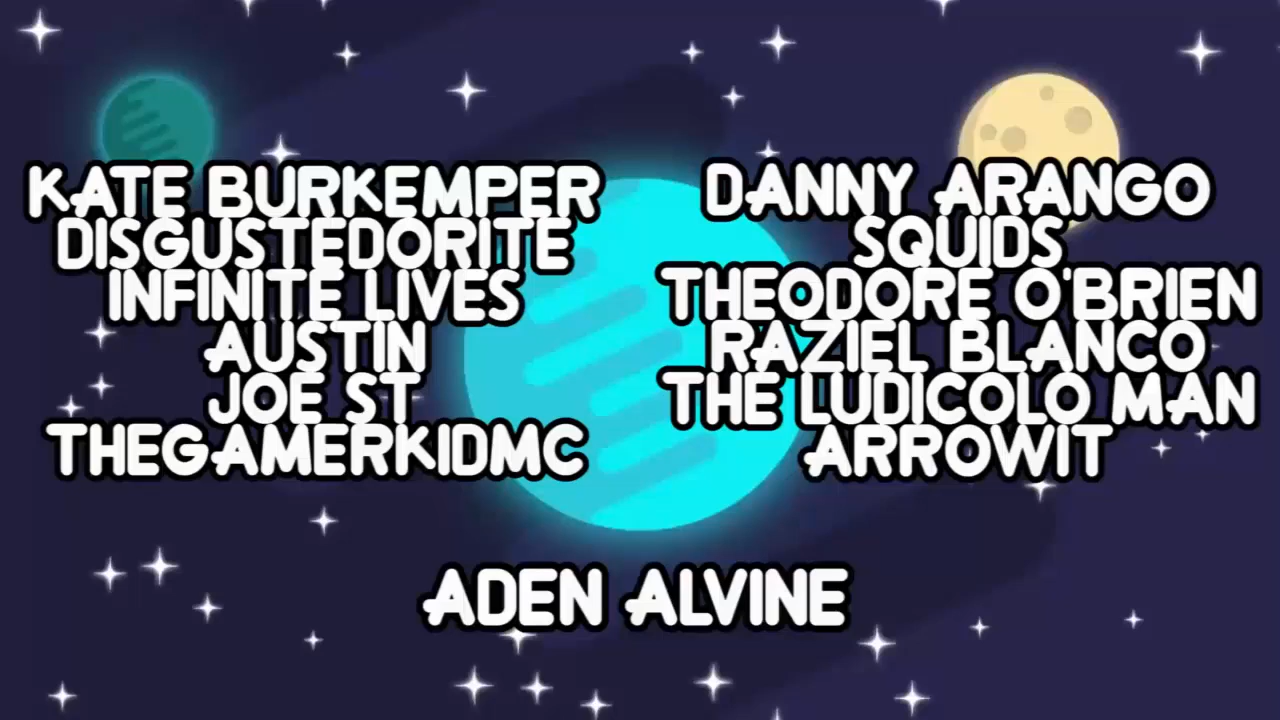 KATE BURKEMPER
DISGUSTEDORITE
INFINITE LIVES
AUSTIN
JOE ST
THEGAMERKIDMC
DANNY ARANGO
SQUIDS
THEODORE O'BRIEN
RAZIEL BLANCO
THE LUDICOLO MAN
ARROWIT
ADEN ALVINE